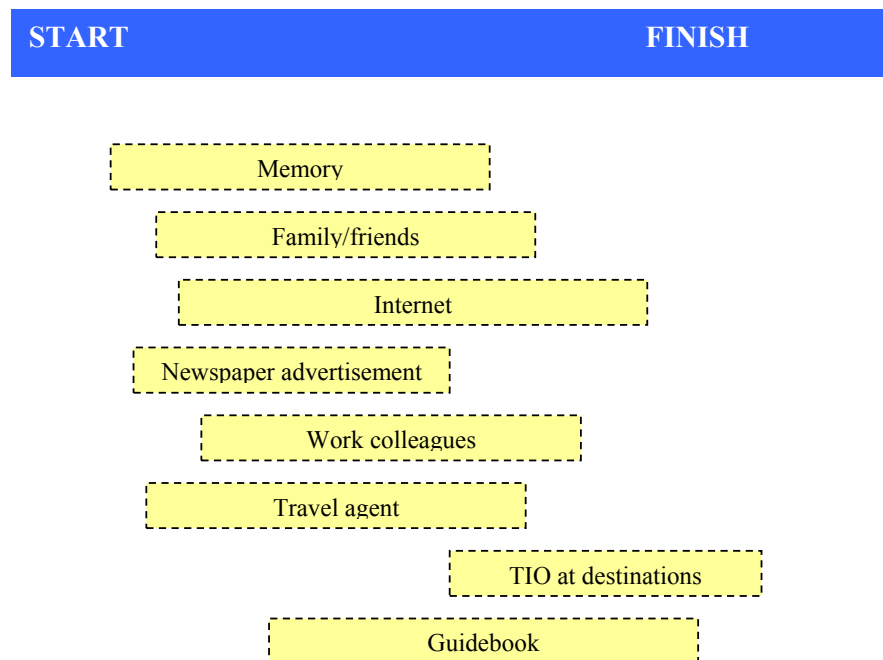 START FINISH
Memory
Family/friends
Internet
Newspaper advertisement
Work colleagues
Travel agent
TIO at destinations
Guidebook